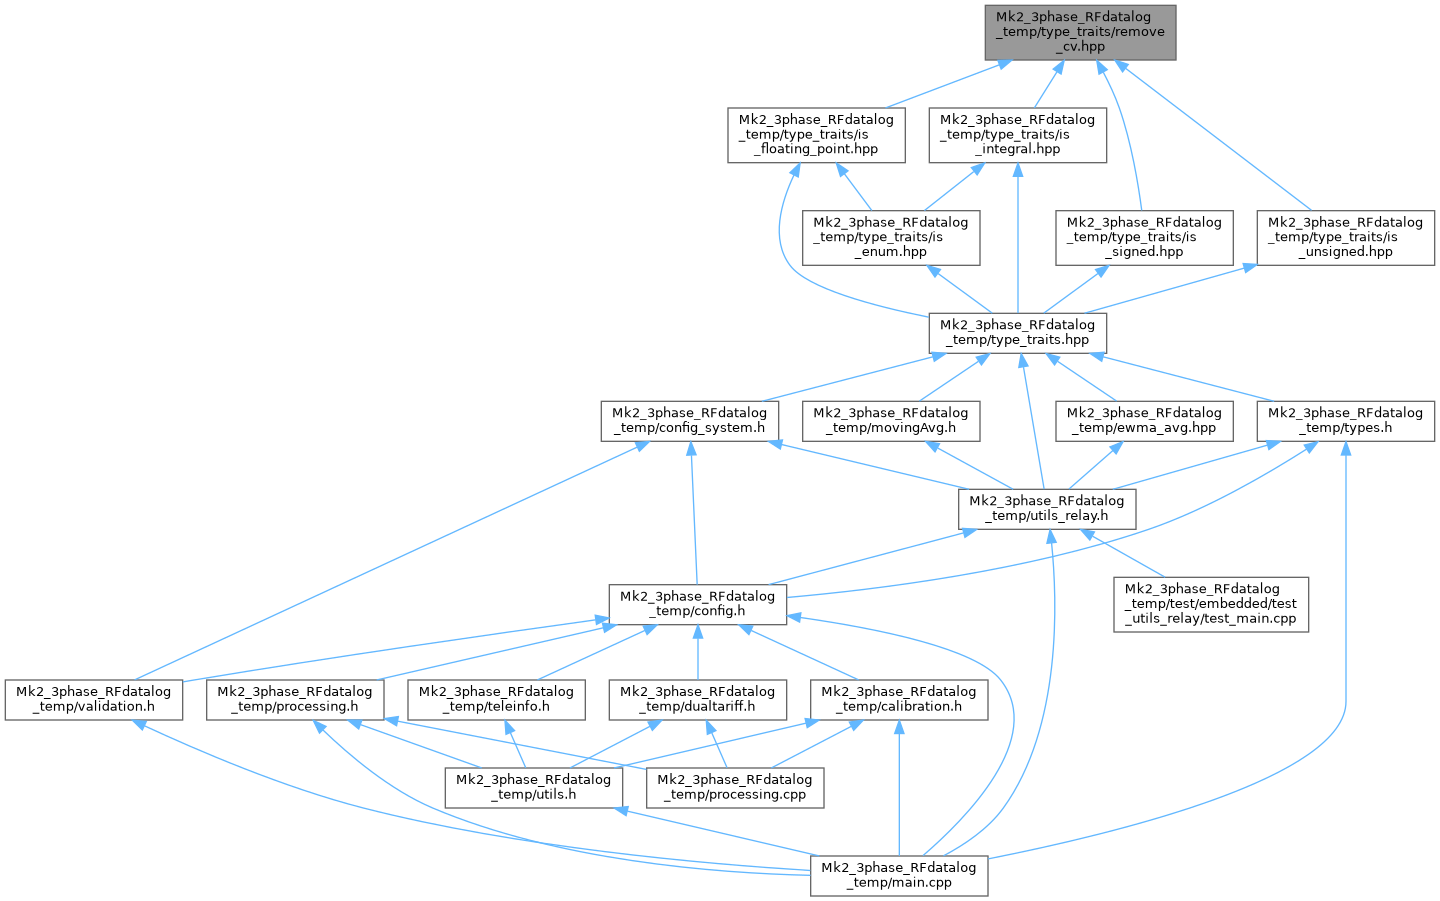 Mk2_3phase_RFdatalog
_temp/type_traits/remove
_cv.hpp
Mk2_3phase_RFdatalog
_temp/type_traits/is
_floating_point.hpp
Mk2_3phase_RFdatalog
_temp/type_traits/is
_integral.hpp
Mk2_3phase_RFdatalog
_temp/type_traits/is
_enum.hpp
Mk2_3phase_RFdatalog
_temp/type_traits/is
_signed.hpp
Mk2_3phase_RFdatalog
_temp/type_traits/is
_unsigned.hpp
Mk2_3phase_RFdatalog
_temp/type_traits.hpp
Mk2_3phase_RFdatalog
_temp/config_system.h
Mk2_3phase_RFdatalog
_temp/movingAvg.h
Mk2_3phase_RFdatalog
_temp/ewma_avg.hpp
Mk2_3phase_RFdatalog
_temp/types.h
Mk2_3phase_RFdatalog
_temp/utils_relay.h
Mk2_3phase_RFdatalog
_temp/config.h
Mk2_3phase_RFdatalog
_temp/test/embedded/test
_utils_relay/test_main.cpp
Mk2_3phase_RFdatalog
_temp/validation.h
Mk2_3phase_RFdatalog
_temp/processing.h
Mk2_3phase_RFdatalog
_temp/teleinfo.h
Mk2_3phase_RFdatalog
_temp/dualtariff.h
Mk2_3phase_RFdatalog
_temp/calibration.h
Mk2_3phase_RFdatalog
_temp/utils.h
Mk2_3phase_RFdatalog
_temp/processing.cpp
Mk2_3phase_RFdatalog
_temp/main.cpp